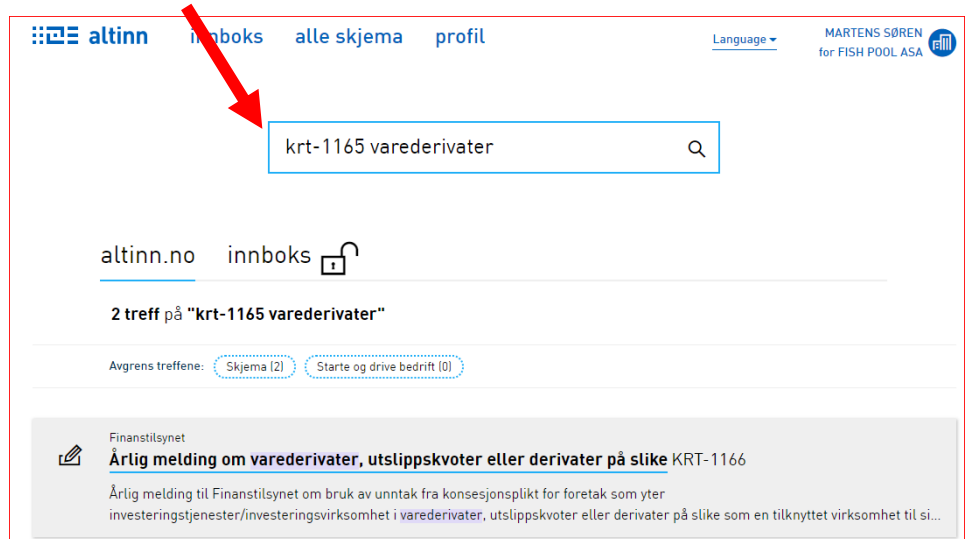 altinn innboks alle skjema profil Language MARTENS SØREN
for FISH POOL ASA
krt-1165 varederivater
altinn.no innboks
2 treff på "krt-1165 varederivater"
Avgrens treffene: Skjema (2) Starte og drive bedrift (0)
Finanstilsynet
Årlig melding om varederivater, utslippskvoter eller derivater på slike KRT-1166
Årlig melding til Finanstilsynet om bruk av unntak fra konsesjonsplikt for foretak som yter
investeringstjenester/investeringsvirksomhet i varederivater, utslippskvoter eller derivater på slike som en tilknyttet virksomhet til si...